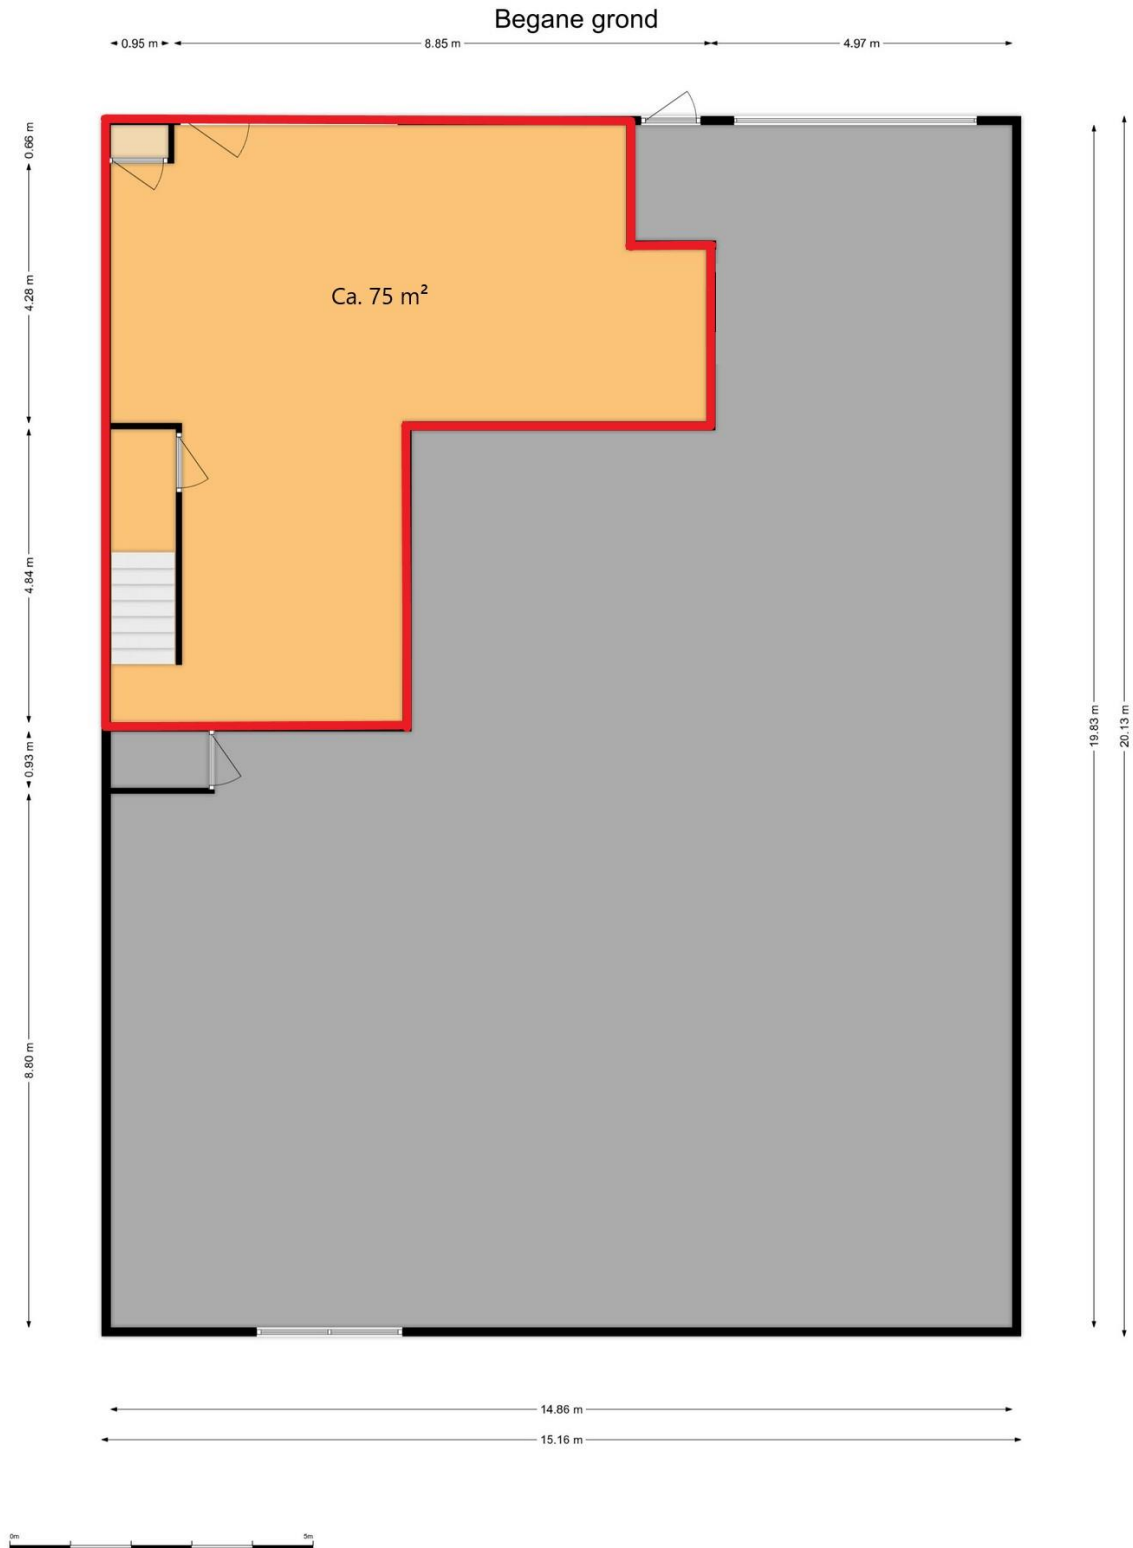 Begane grond
0.95 m
8.85 m
4.97 m
0.66 m
4.28 m
4.84 m
0.93 m
8.80 m
Ca. 75 m²
19.83 m
20.13 m
14.86 m
15.16 m
0m
5m